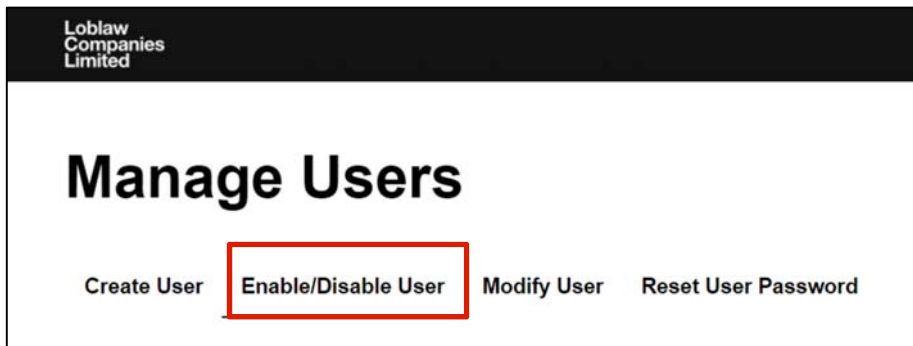 Loblaw
Companies
Limited
Manage Users
Create User Enable/Disable User Modify User Reset User Password